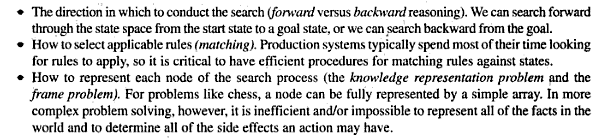 • The direction in which to conduct the search (forward versus backward reasoning). We can search forward
through the state space from the start state to a goal state, or we can search backward from the goal.
• How to select applicable rules (matching). Production systems typically spend most of their time looking
for rules to apply, so it is critical to have efficient procedures for matching rules against states.
• How to represent each node of the search process (the knowledge representation problem and the
frame problem). For problems like chess, a node can be fully represented by a simple array. In more
complex problem solving, however, it is inefficient and/or impossible to represent all of the facts in the
world and to determine all of the side effects an action may have.